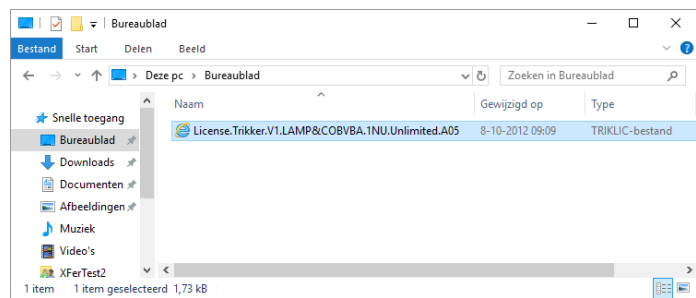 Bureaublad
Bestand Start Delen Beeld
Deze pc > Bureaublad Zoeken in Bureaublad
Naam Gewijzigd op Type
Snelle toegang
License.Trikker.V1.LAMP&COBVBA.1NU.Unlimited.A05 8-10-2012 09:09 TRIKLIC-bestand
Bureaublad
Downloads
Documenten
Afbeeldingen
Muziek
Video's
XFerTest2
1 item 1 item geselecteerd 1,73 kB